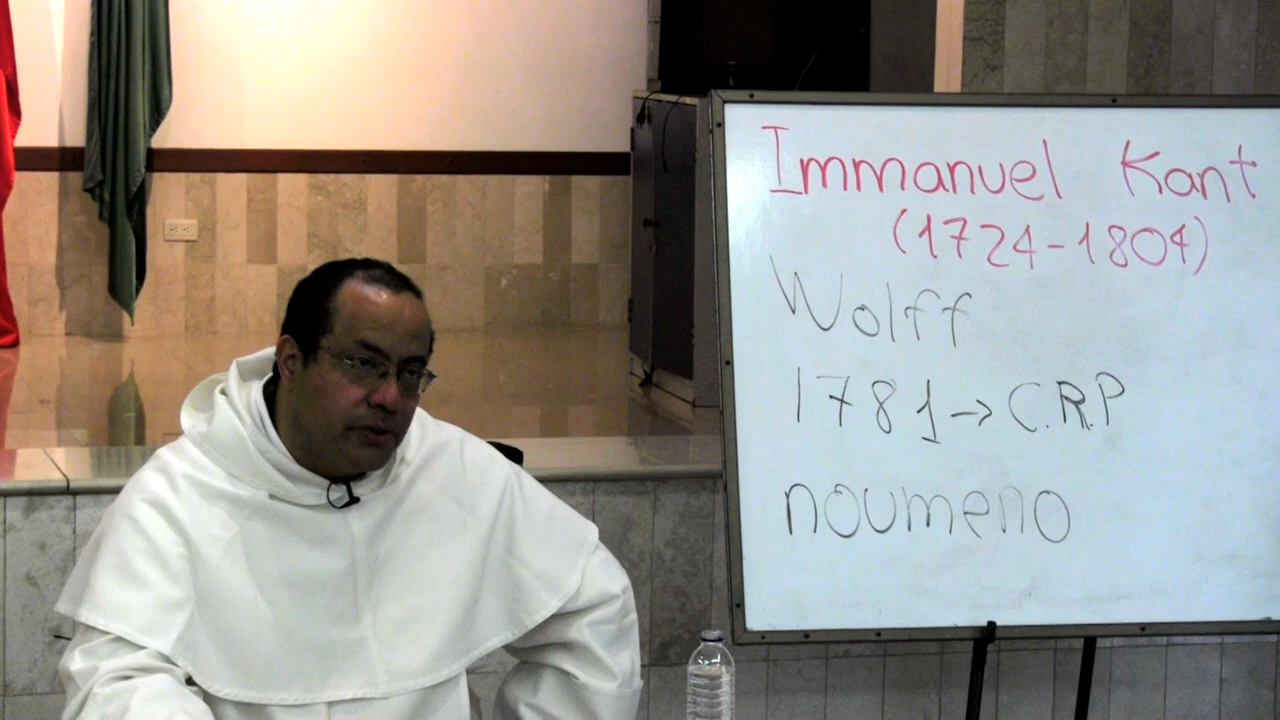 Immanuel Kant
(1724-1804)
Wolff
1781→C.R.P
noumeno